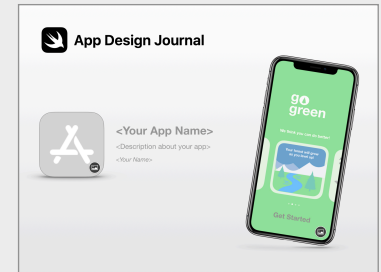 App Design Journal
<Your App Name>
<Description about your app>
<Your Name>
go
green
We think you can do better!
Get Started